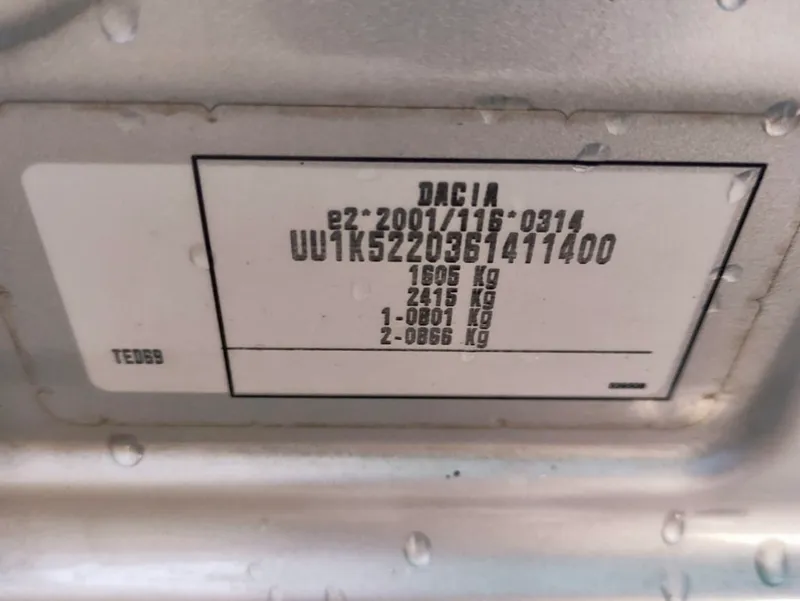 DACIA
e2*2001/116*0314
UU1K5220361411400
1605 Kg
2415 Kg
1-0801 Kg
2-0866 Kg
TED69